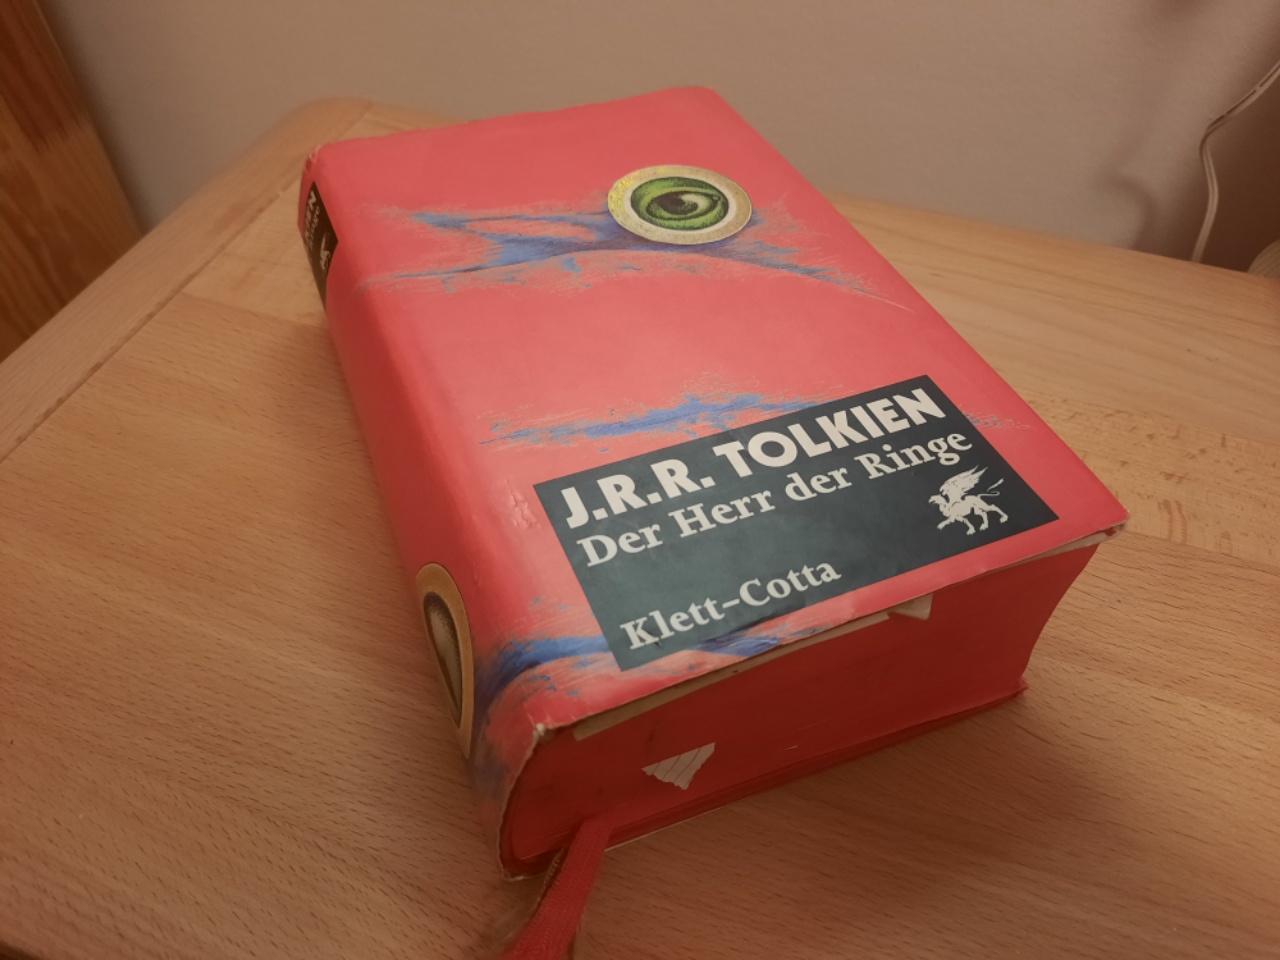 J.R.R. TOLKIEN
Der Herr der Ringe
Klett-Cotta